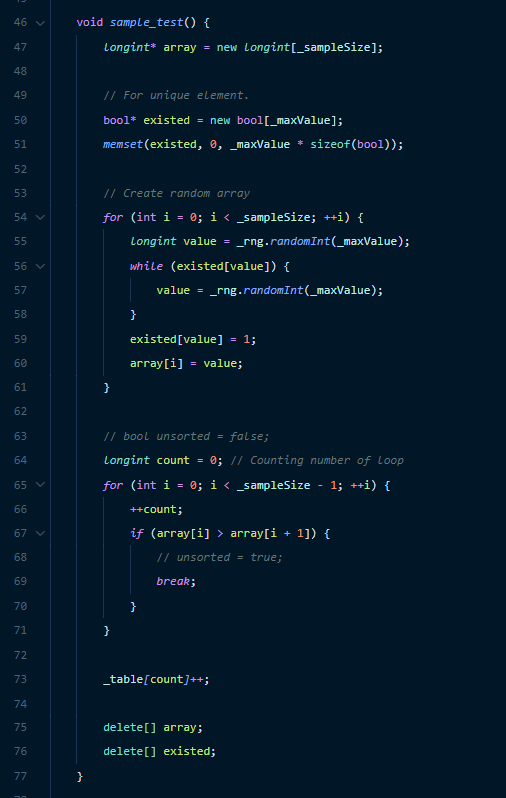 46 void sample_test() {
47 longint* array = new longint[_sampleSize];
48
49 // For unique element.
50 bool* existed = new bool[_maxValue];
51 memset(existed, 0, _maxValue * sizeof(bool));
52
53 // Create random array
54 for (int i = 0; i < _sampleSize; ++i) {
55 longint value = _rng.randomInt(_maxValue);
56 while (existed[value]) {
57 value = _rng.randomInt(_maxValue);
58 }
59 existed[value] = 1;
60 array[i] = value;
61 }
62
63 // bool unsorted = false;
64 longint count = 0; // Counting number of loop
65 for (int i = 0; i < _sampleSize - 1; ++i) {
66 ++count;
67 if (array[i] > array[i + 1]) {
68 // unsorted = true;
69 break;
70 }
71 }
72
73 _table[count]++;
74
75 delete[] array;
76 delete[] existed;
77 }